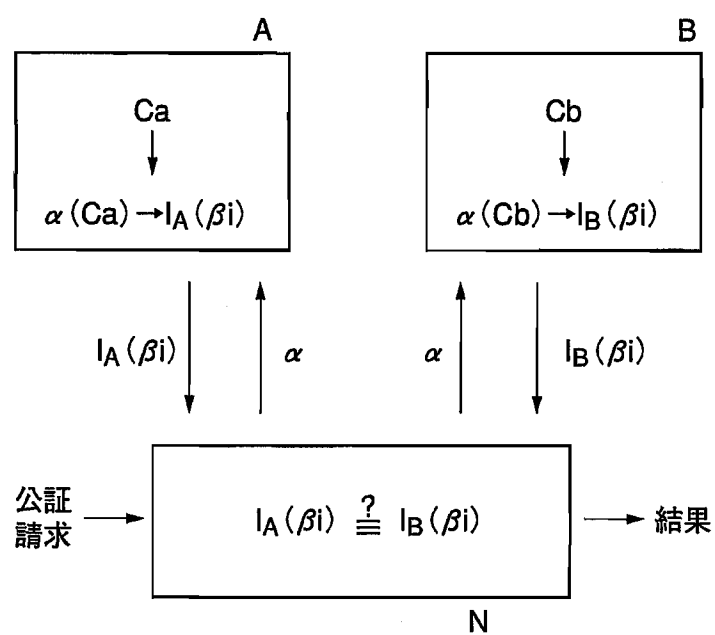 A
Ca
α(Ca)→I_A(βi)
B
Cb
α(Cb)→I_B(βi)
I_A(βi)
α
α
I_B(βi)
公証
請求
I_A(βi) ?≡ I_B(βi)
結果
N